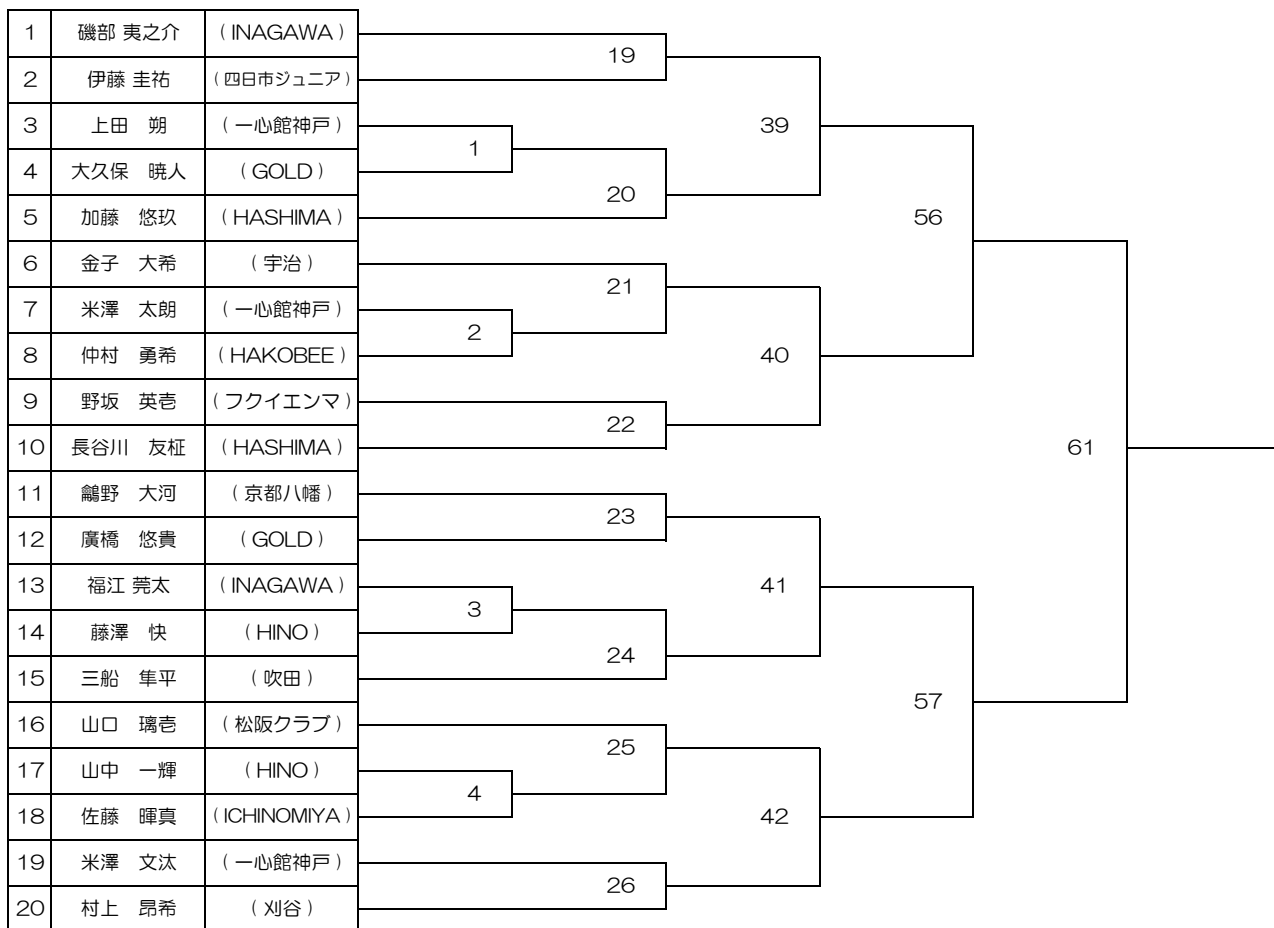 1 磯部 夷之介 (INAGAWA)
19
2 伊藤 圭祐 (四日市ジュニア)
3 上田 朔 (一心館神戸)
39
1
4 大久保 暁人 (GOLD)
20
5 加藤 悠玖 (HASHIMA)
56
6 金子 大希 (宇治)
21
7 米澤 太朗 (一心館神戸)
2
8 仲村 勇希 (HAKOBEE)
40
9 野坂 英壱 (フクイエンマ)
22
10 長谷川 友柾 (HASHIMA)
61
11 鷭野 大河 (京都八幡)
23
12 廣橋 悠貴 (GOLD)
13 福江 莞太 (INAGAWA)
41
3
14 藤澤 快 (HINO)
24
15 三船 隼平 (吹田)
57
16 山口 璃壱 (松阪クラブ)
25
17 山中 一輝 (HINO)
4
18 佐藤 暉真 (ICHINOMIYA)
42
19 米澤 文汰 (一心館神戸)
26
20 村上 昂希 (刈谷)